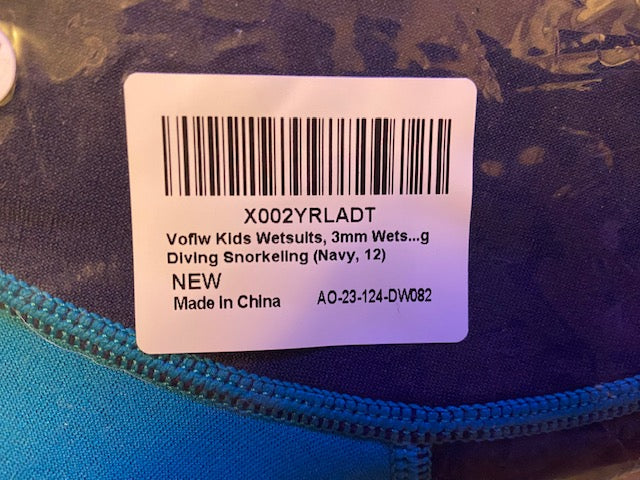 X002YRLADT
Voflw Kids Wetsuits, 3mm Wets...g
Diving Snorkeling (Navy, 12)
NEW
Made in China AO-23-124-DW082